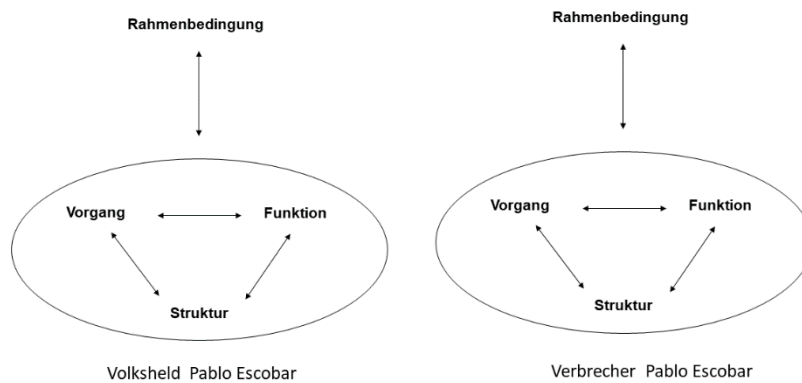 Rahmenbedingung
Vorgang
Funktion
Struktur
Volksheld Pablo Escobar
Rahmenbedingung
Vorgang
Funktion
Struktur
Verbrecher Pablo Escobar